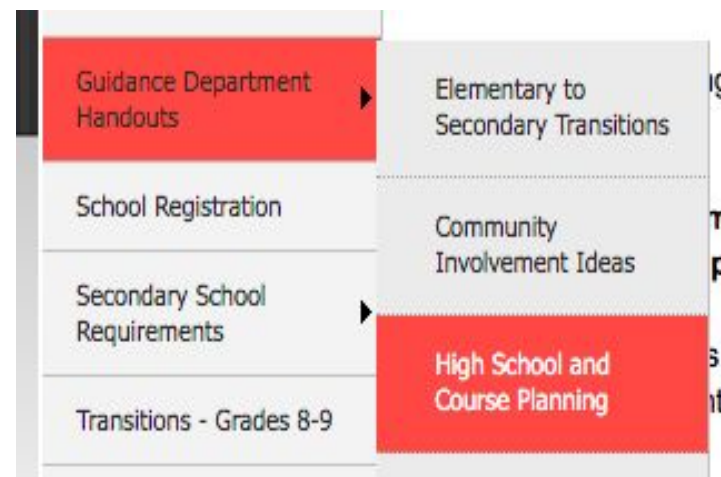 Guidance Department
Handouts
School Registration
Secondary School
Requirements
Transitions - Grades 8-9
Elementary to
Secondary Transitions
Community
Involvement Ideas
High School and
Course Planning